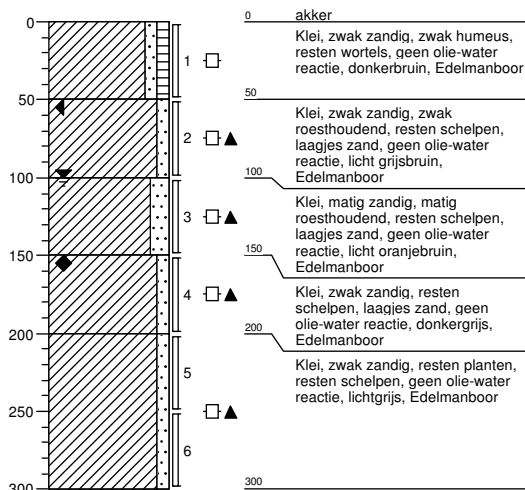 0
50
100
150
200
250
300
1
2
3
4
5
6
0 akker
Klei, zwak zandig, zwak humeus,
resten wortels, geen olie-water
reactie, donkerbruin, Edelmanboor
50
Klei, zwak zandig, zwak
roesthoudend, resten schelpen,
laagjes zand, geen olie-water
reactie, licht grijsbruin,
Edelmanboor
100
Klei, matig zandig, matig
roesthoudend, resten schelpen,
laagjes zand, geen olie-water
reactie, licht oranjebruin,
Edelmanboor
150
Klei, zwak zandig, resten
schelpen, laagjes zand, geen
olie-water reactie, donkergrijs,
Edelmanboor
200
Klei, zwak zandig, resten planten,
resten schelpen, geen olie-water
reactie, lichtgrijs, Edelmanboor
300